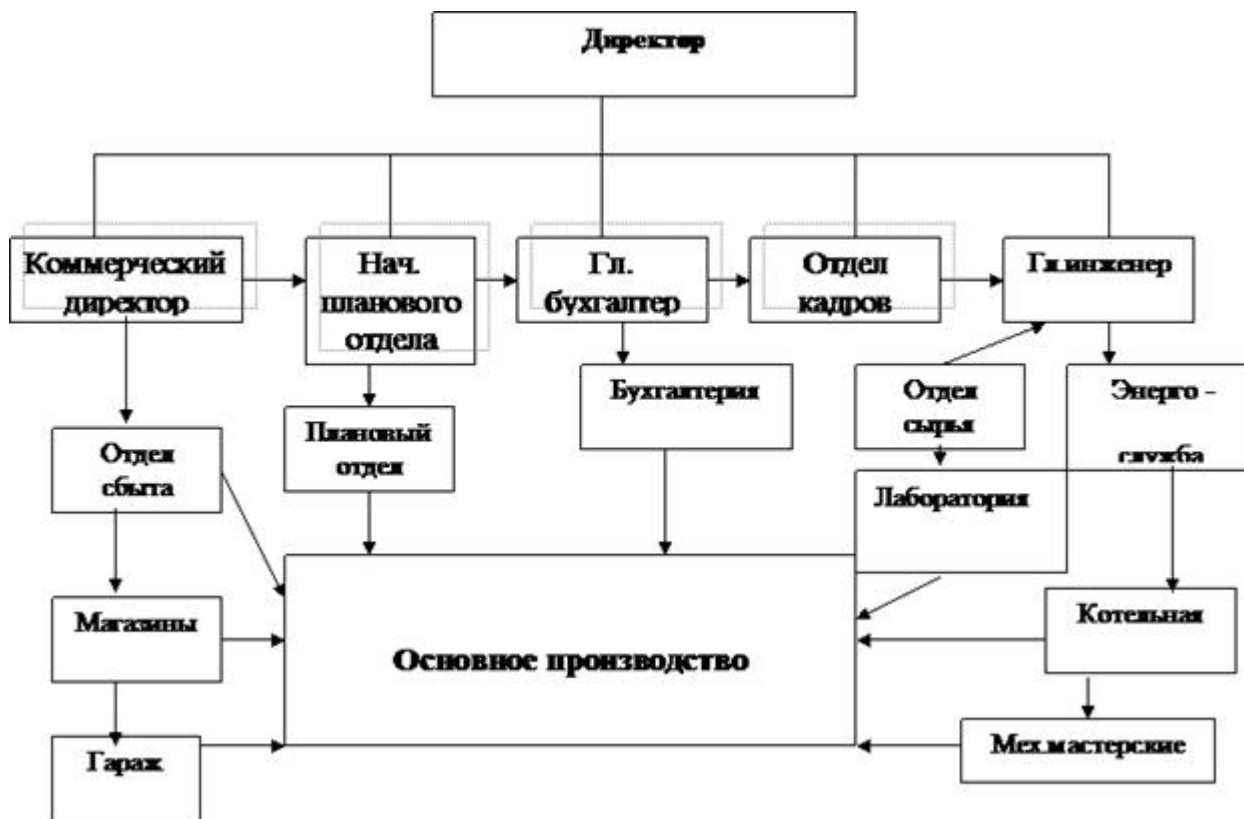 Директор
Коммерческий
директор
Нач.
планового
отдела
Гл.
бухгалтер
Отдел
кадров
Гл.инженер
Бухгалтерия
Отдел
сырья
Энерго -
служба
Плановый
отдел
Отдел
сбыта
Лаборатория
Магазины
Основное производство
Котельная
Гараж
Мех.мастерские